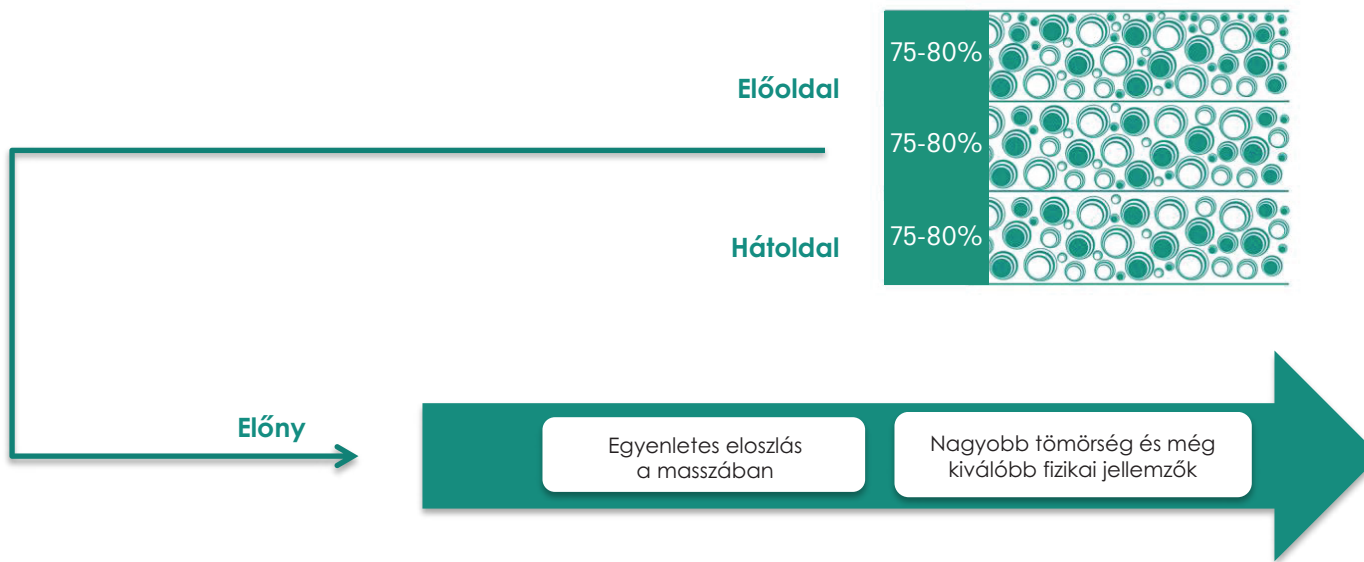 75-80%
Előoldal
75-80%
Hátoldal
75-80%
Előny
Egyenletes eloszlás
a masszában
Nagyobb tömörség és még
kiválóbb fizikai jellemzők